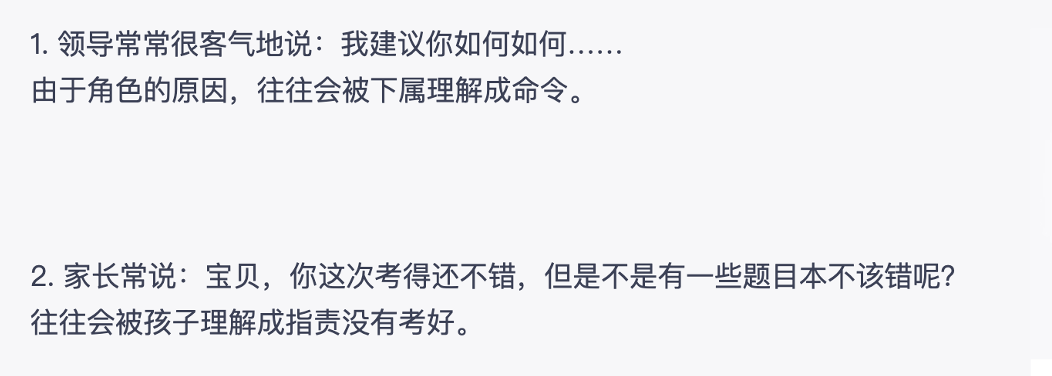 1. 领导常常很客气地说：我建议你如何如何……
由于角色的原因，往往会被下属理解成命令。
2. 家长常说：宝贝，你这次考得还不错，但是不是有一些题目本不该错呢？
往往会被孩子理解成指责没有考好。